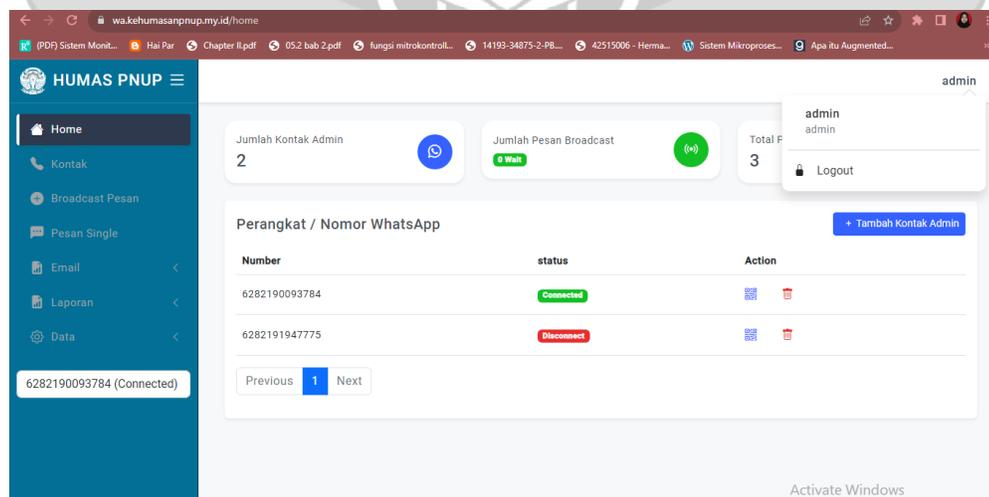 wa.kehumasanpnup.my.id/home
(PDF) Sistem Monit... Hai Par Chapter II.pdf 05.2 bab 2.pdf fungsi mitrokontroll... 14193-34875-2-PB.... 42515006 - Herma... Sistem Mikroproses... Apa itu Augmented...
HUMAS PNUP
admin
admin
admin
Logout
Home
Kontak
Broadcast Pesan
Pesan Single
Email
Laporan
Data
6282190093784 (Connected)
Jumlah Kontak Admin
2
Jumlah Pesan Broadcast
0 Wait
Total P
3
Perangkat / Nomor WhatsApp
+ Tambah Kontak Admin
Number status Action
6282190093784 Connected
6282191947775 Disconnect
Previous 1 Next
Activate Windows